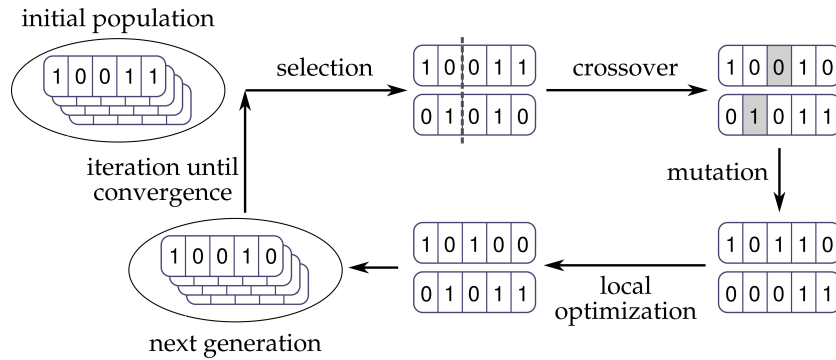 initial population
1 0 0 1 1
selection
1 0 0 1 1
0 1 0 1 0
crossover
1 0 0 1 0
0 1 0 1 1
mutation
1 0 1 1 0
0 0 0 1 1
local
optimization
1 0 1 0 0
0 1 0 1 1
1 0 0 1 0
next generation
iteration until
convergence